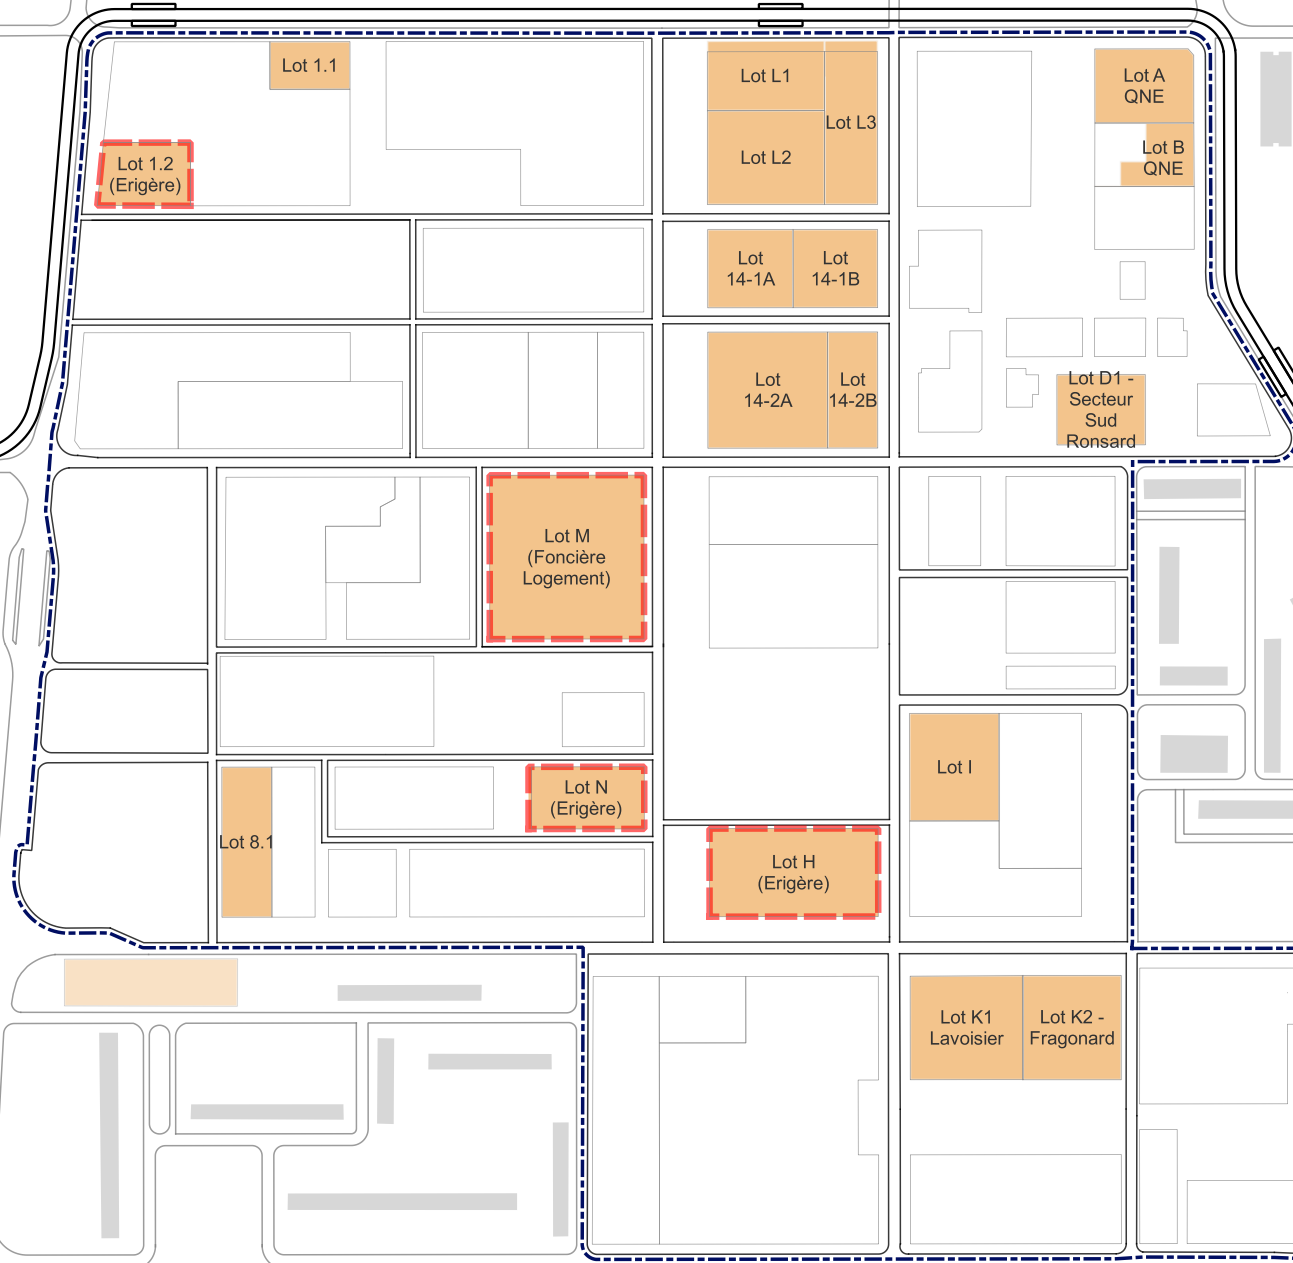 Lot 1.1
Lot 1.2
(Erigère)
Lot L1
Lot L2
Lot L3
Lot A
QNE
Lot B
QNE
Lot
14-1A
Lot
14-1B
Lot
14-2A
Lot
14-2B
Lot D1 -
Secteur
Sud
Ronsard
Lot M
(Foncière
Logement)
Lot I
Lot N
(Erigère)
Lot 8.1
Lot H
(Erigère)
Lot K1
Lavoisier
Lot K2 -
Fragonard